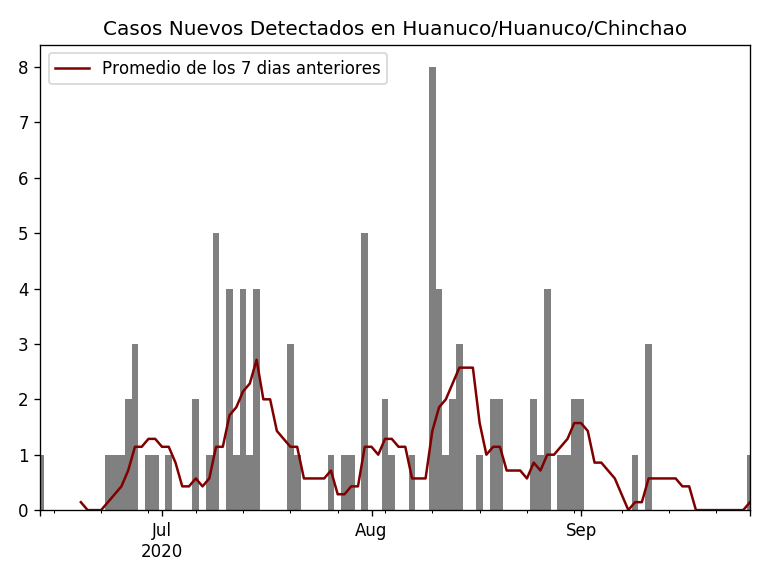 Casos Nuevos Detectados en Huanuco/Huanuco/Chinchao
Promedio de los 7 dias anteriores
8
7
6
5
4
3
2
1
0
Jul
2020
Aug
Sep